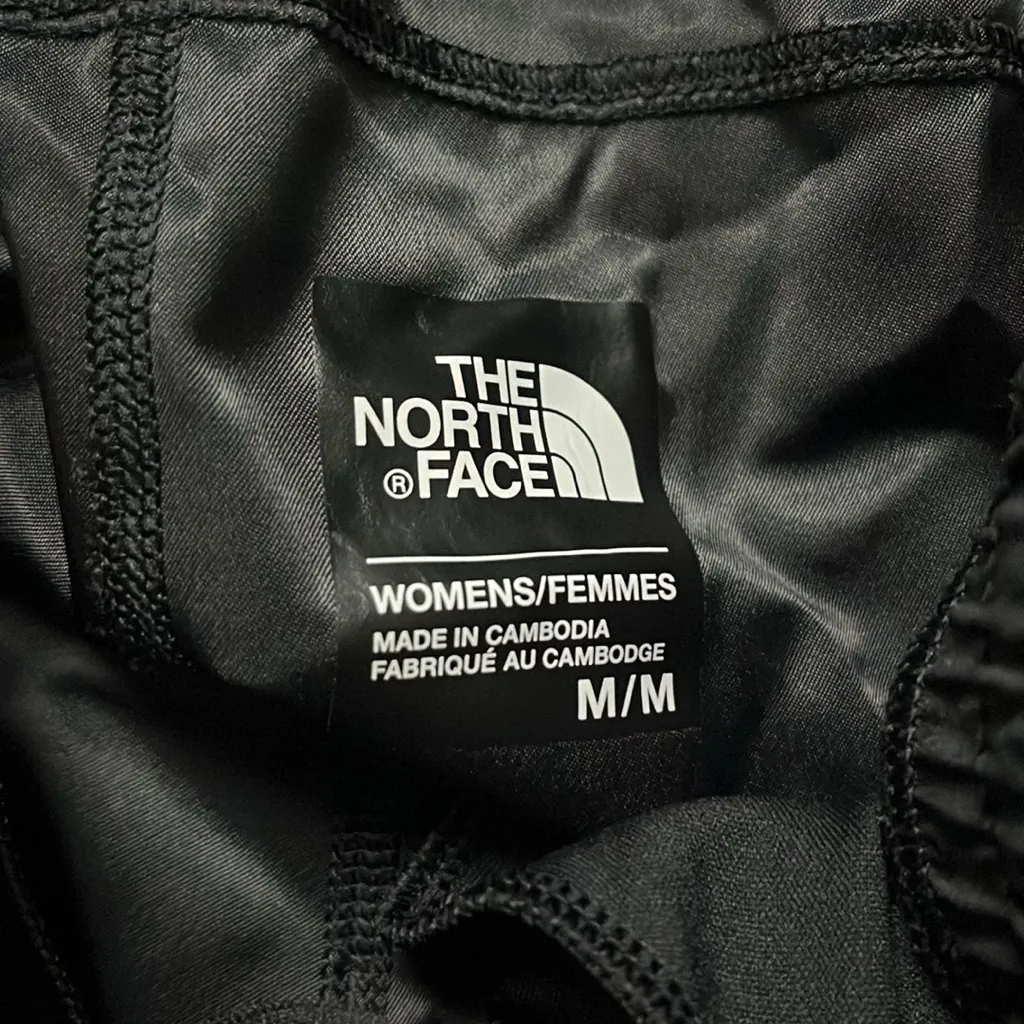 THE
NORTH
®FACE
WOMENS/FEMMES
MADE IN CAMBODIA
FABRIQUÉ AU CAMBODGE
M/M